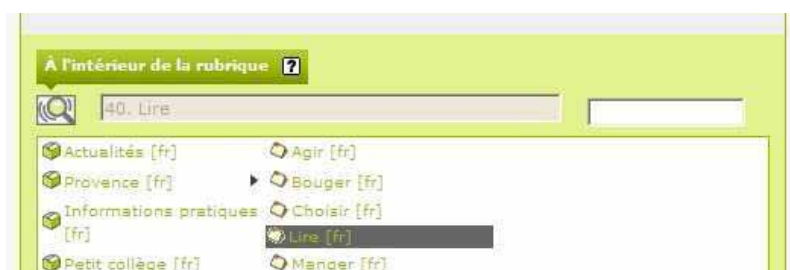 À l'intérieur de la rubrique ?
40. Lire
Actualités [fr]
Agir [fr]
Provence [fr]
Bouger [fr]
Informations pratiques
[fr]
Choisir [fr]
Lire [fr]
Petit collège [fr]
Manger [fr]